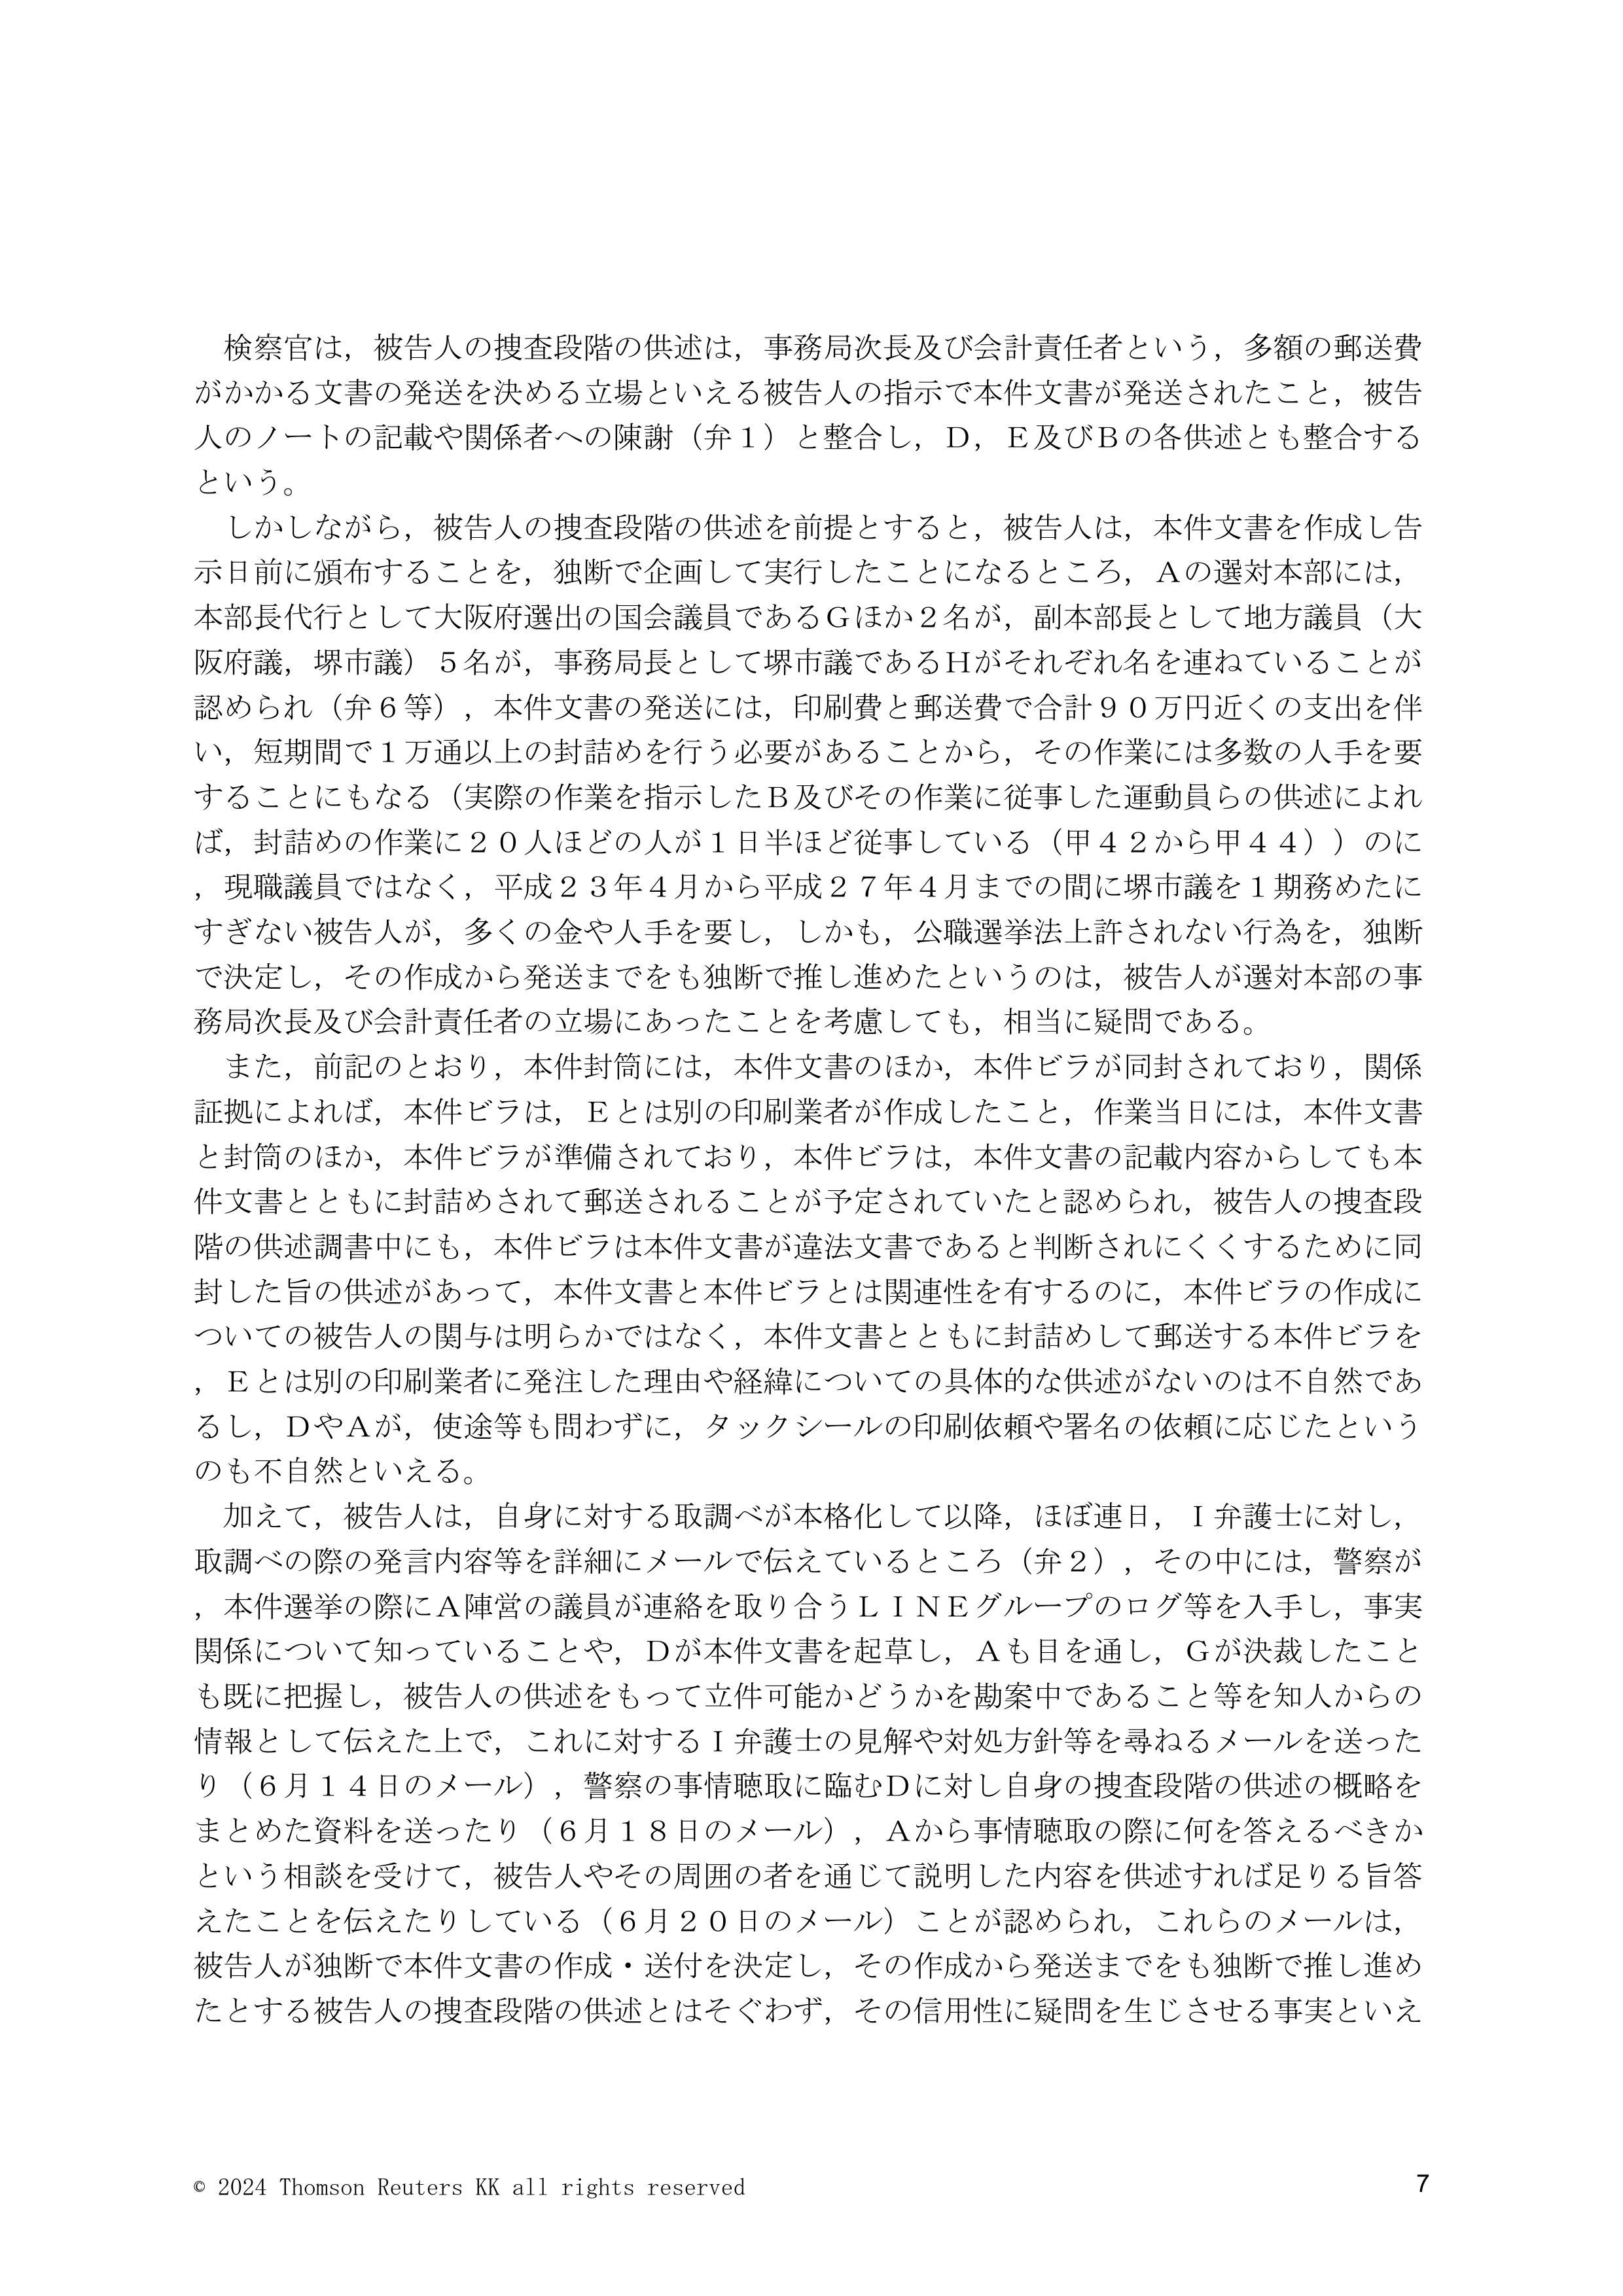 検察官は，被告人の捜査段階の供述は，事務局次長及び会計責任者という，多額の郵送費
がかかる文書の発送を決める立場といえる被告人の指示で本件文書が発送されたこと，被告
人のノートの記載や関係者への陳謝（弁１）と整合し，Ｄ，Ｅ及びＢの各供述とも整合する
という。
　しかしながら，被告人の捜査段階の供述を前提とすると，被告人は，本件文書を作成し告
示日前に頒布することを，独断で企画して実行したことになるところ，Ａの選対本部には，
本部長代行として大阪府選出の国会議員であるＧほか２名が，副本部長として地方議員（大
阪府議，堺市議）５名が，事務局長として堺市議であるＨがそれぞれ名を連ねていることが
認められ（弁６等），本件文書の発送には，印刷費と郵送費で合計９０万円近くの支出を伴
い，短期間で１万通以上の封詰めを行う必要があることから，その作業には多数の人手を要
することにもなる（実際の作業を指示したＢ及びその作業に従事した運動員らの供述によれ
ば，封詰めの作業に２０人ほどの人が１日半ほど従事している（甲４２から甲４４））のに
，現職議員ではなく，平成２３年４月から平成２７年４月までの間に堺市議を１期務めたに
すぎない被告人が，多くの金や人手を要し，しかも，公職選挙法上許されない行為を，独断
で決定し，その作成から発送までをも独断で推し進めたというのは，被告人が選対本部の事
務局次長及び会計責任者の立場にあったことを考慮しても，相当に疑問である。
　また，前記のとおり，本件封筒には，本件文書のほか，本件ビラが同封されており，関係
証拠によれば，本件ビラは，Ｅとは別の印刷業者が作成したこと，作業当日には，本件文書
と封筒のほか，本件ビラが準備されており，本件ビラは，本件文書の記載内容からしても本
件文書とともに封詰めされて郵送されることが予定されていたと認められ，被告人の捜査段
階の供述調書中にも，本件ビラは本件文書が違法文書であると判断されにくくするために同
封した旨の供述があって，本件文書と本件ビラとは関連性を有するのに，本件ビラの作成に
ついての被告人の関与は明らかではなく，本件文書とともに封詰めして郵送する本件ビラを
，Ｅとは別の印刷業者に発注した理由や経緯についての具体的な供述がないのは不自然であ
るし，ＤやＡが，使途等も問わずに，タックシールの印刷依頼や署名の依頼に応じたという
のも不自然といえる。
　加えて，被告人は，自身に対する取調べが本格化して以降，ほぼ連日，Ｉ弁護士に対し，
取調べの際の発言内容等を詳細にメールで伝えているところ（弁２），その中には，警察が
，本件選挙の際にＡ陣営の議員が連絡を取り合うＬＩＮＥグループのログ等を入手し，事実
関係について知っていることや，Ｄが本件文書を起草し，Ａも目を通し，Ｇが決裁したこと
も既に把握し，被告人の供述をもって立件可能かどうかを勘案中であること等を知人からの
情報として伝えた上で，これに対するＩ弁護士の見解や対処方針等を尋ねるメールを送った
り（６月１４日のメール），警察の事情聴取に臨むＤに対し自身の捜査段階の供述の概略を
まとめた資料を送ったり（６月１８日のメール），Ａから事情聴取の際に何を答えるべきか
という相談を受けて，被告人やその周囲の者を通じて説明した内容を供述すれば足りる旨答
えたことを伝えたりしている（６月２０日のメール）ことが認められ，これらのメールは，
被告人が独断で本件文書の作成・送付を決定し，その作成から発送までをも独断で推し進め
たとする被告人の捜査段階の供述とはそぐわず，その信用性に疑問を生じさせる事実といえ
© 2024 Thomson Reuters KK all rights reserved
7